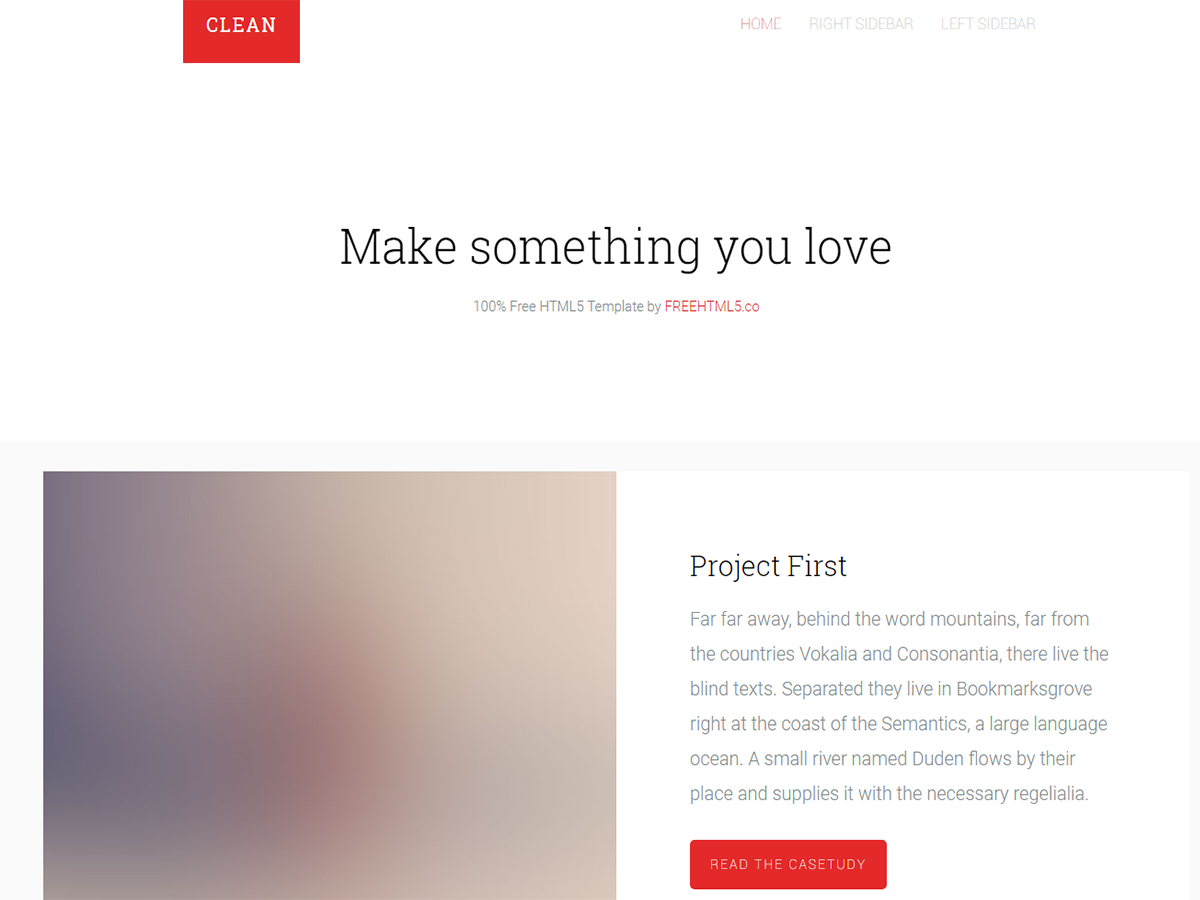 CLEAN
HOME RIGHT SIDEBAR LEFT SIDEBAR
Make something you love
100% Free HTML5 Template by FREEHTML5.co
Project First
Far far away, behind the word mountains, far from
the countries Vokalia and Consonantia, there live the
blind texts. Separated they live in Bookmarksgrove
right at the coast of the Semantics, a large language
ocean. A small river named Duden flows by their
place and supplies it with the necessary regelialia.
READ THE CASETUDY